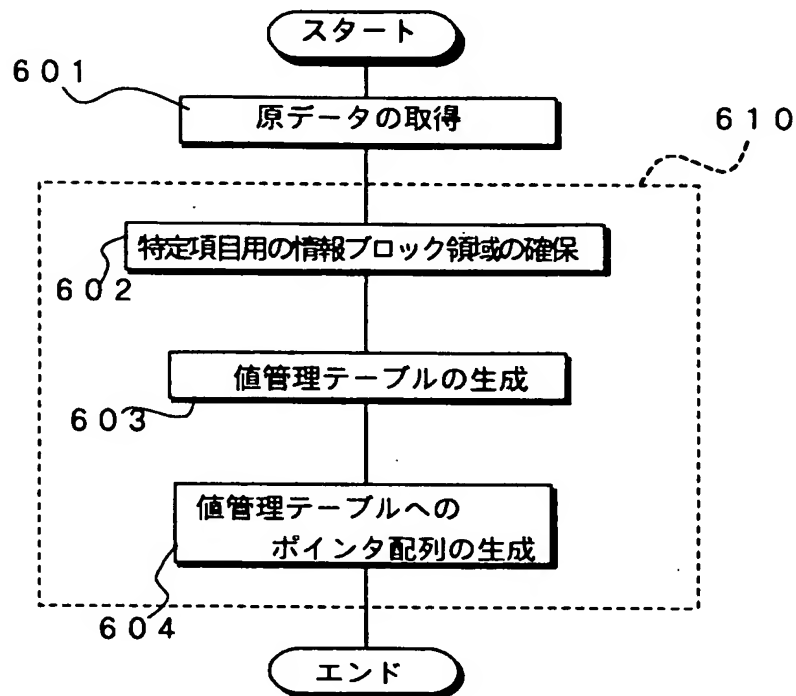 スタート
６０１
原データの取得
６１０
特定項目用の情報ブロック領域の確保
６０２
値管理テーブルの生成
６０３
値管理テーブルへの
ポインタ配列の生成
６０４
エンド